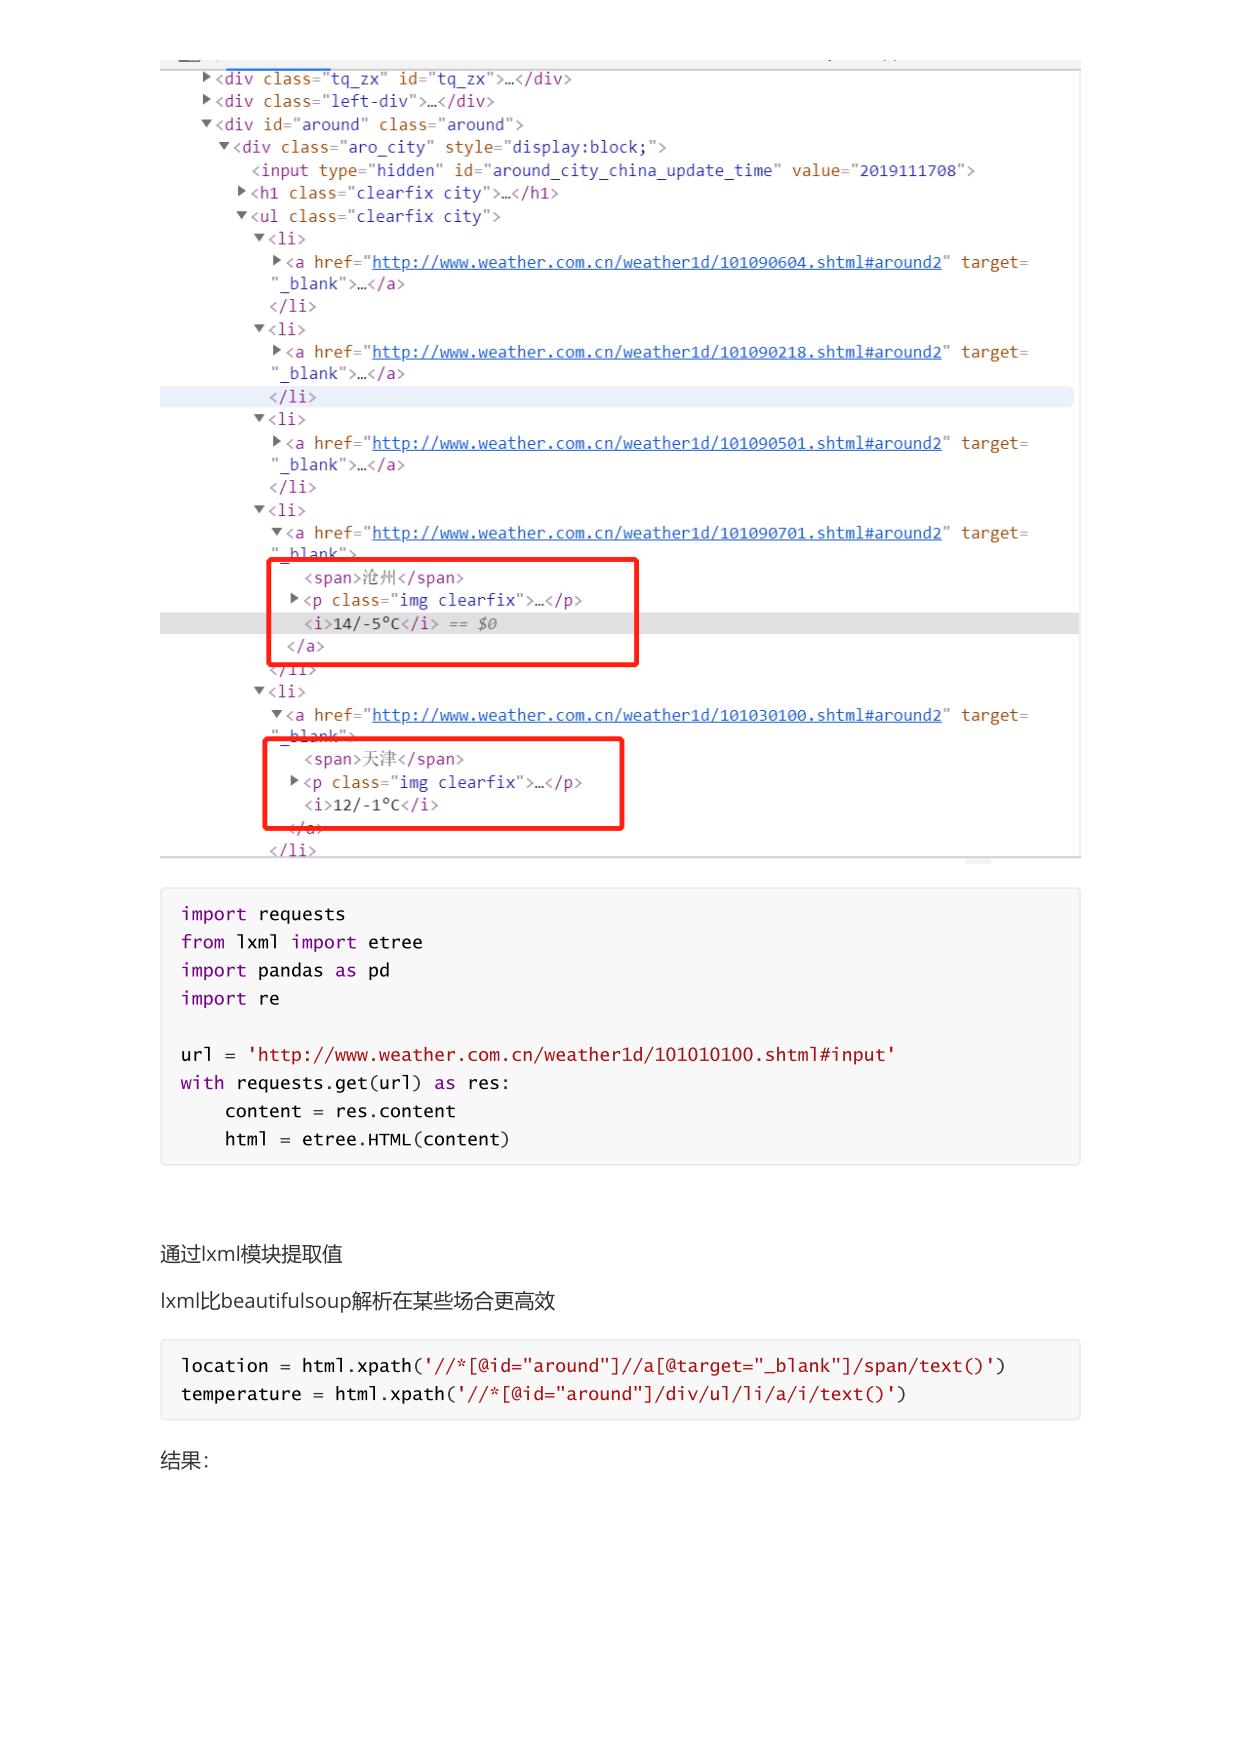 <div class="tq_zx" id="tq_zx">…</div>
<div class="left-div">…</div>
<div id="around" class="around">
<div class="aro_city" style="display:block;">
<input type="hidden" id="around_city_china_update_time" value="2019111708">
<h1 class="clearfix city">…</h1>
<ul class="clearfix city">
<li>
<a href="http://www.weather.com.cn/weather1d/101090604.shtml#around2" target=
"_blank">…</a>
</li>
<li>
<a href="http://www.weather.com.cn/weather1d/101090218.shtml#around2" target=
"_blank">…</a>
</li>
<li>
<a href="http://www.weather.com.cn/weather1d/101090501.shtml#around2" target=
"_blank">…</a>
</li>
<li>
<a href="http://www.weather.com.cn/weather1d/101090701.shtml#around2" target=
"_blank">
<span>沧州</span>
<p class="img clearfix">…</p>
<i>14/-5℃</i> == $0
</a>
</li>
<li>
<a href="http://www.weather.com.cn/weather1d/101030100.shtml#around2" target=
"_blank">
<span>天津</span>
<p class="img clearfix">…</p>
<i>12/-1℃</i>
</a>
</li>
import requests
from lxml import etree
import pandas as pd
import re
url = 'http://www.weather.com.cn/weather1d/101010100.shtml#input'
with requests.get(url) as res:
content = res.content
html = etree.HTML(content)
通过lxml模块提取值
lxml比beautifulsoup解析在某些场合更高效
location = html.xpath('//*[@id="around"]//a[@target="_blank"]/span/text()')
temperature = html.xpath('//*[@id="around"]/div/ul/li/a/i/text()')
结果：